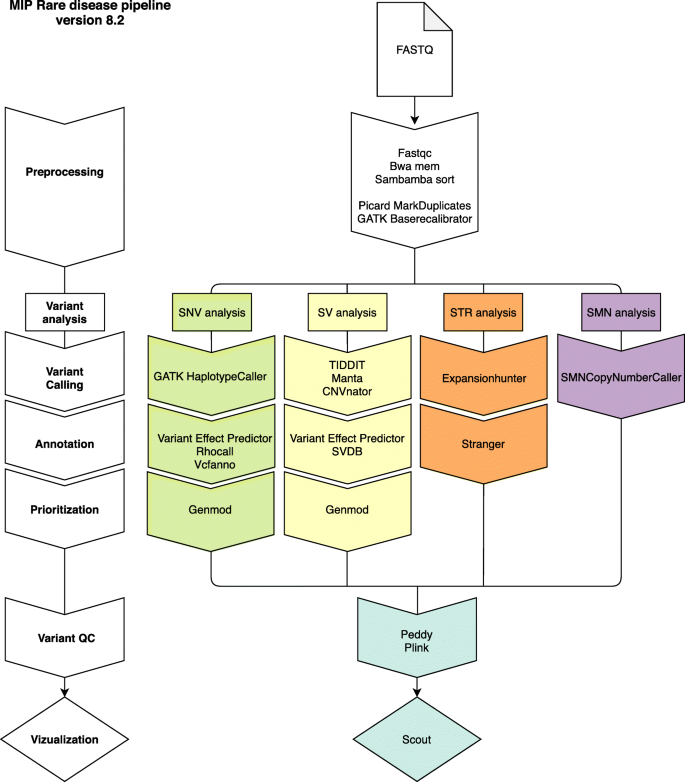 MIP Rare disease pipeline
version 8.2
FASTQ
Preprocessing
Fastqc
Bwa mem
Sambamba sort
Picard MarkDuplicates
GATK Baserecalibrator
Variant
analysis
SNV analysis
SV analysis
STR analysis
SMN analysis
Variant
Calling
GATK HaplotypeCaller
TIDDIT
Manta
CNVnator
Expansionhunter
SMNCopyNumberCaller
Annotation
Variant Effect Predictor
Rhocall
Vcfanno
Variant Effect Predictor
SVDB
Stranger
Prioritization
Genmod
Genmod
Variant QC
Peddy
Plink
Vizualization
Scout